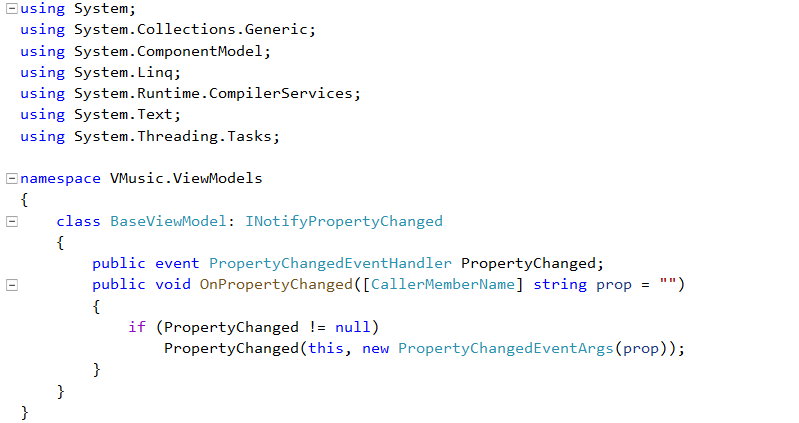 using System;
using System.Collections.Generic;
using System.ComponentModel;
using System.Linq;
using System.Runtime.CompilerServices;
using System.Text;
using System.Threading.Tasks;
namespace VMusic.ViewModels
{
class BaseViewModel: INotifyPropertyChanged
{
public event PropertyChangedEventHandler PropertyChanged;
public void OnPropertyChanged([CallerMemberName] string prop = "")
{
if (PropertyChanged != null)
PropertyChanged(this, new PropertyChangedEventArgs(prop));
}
}
}